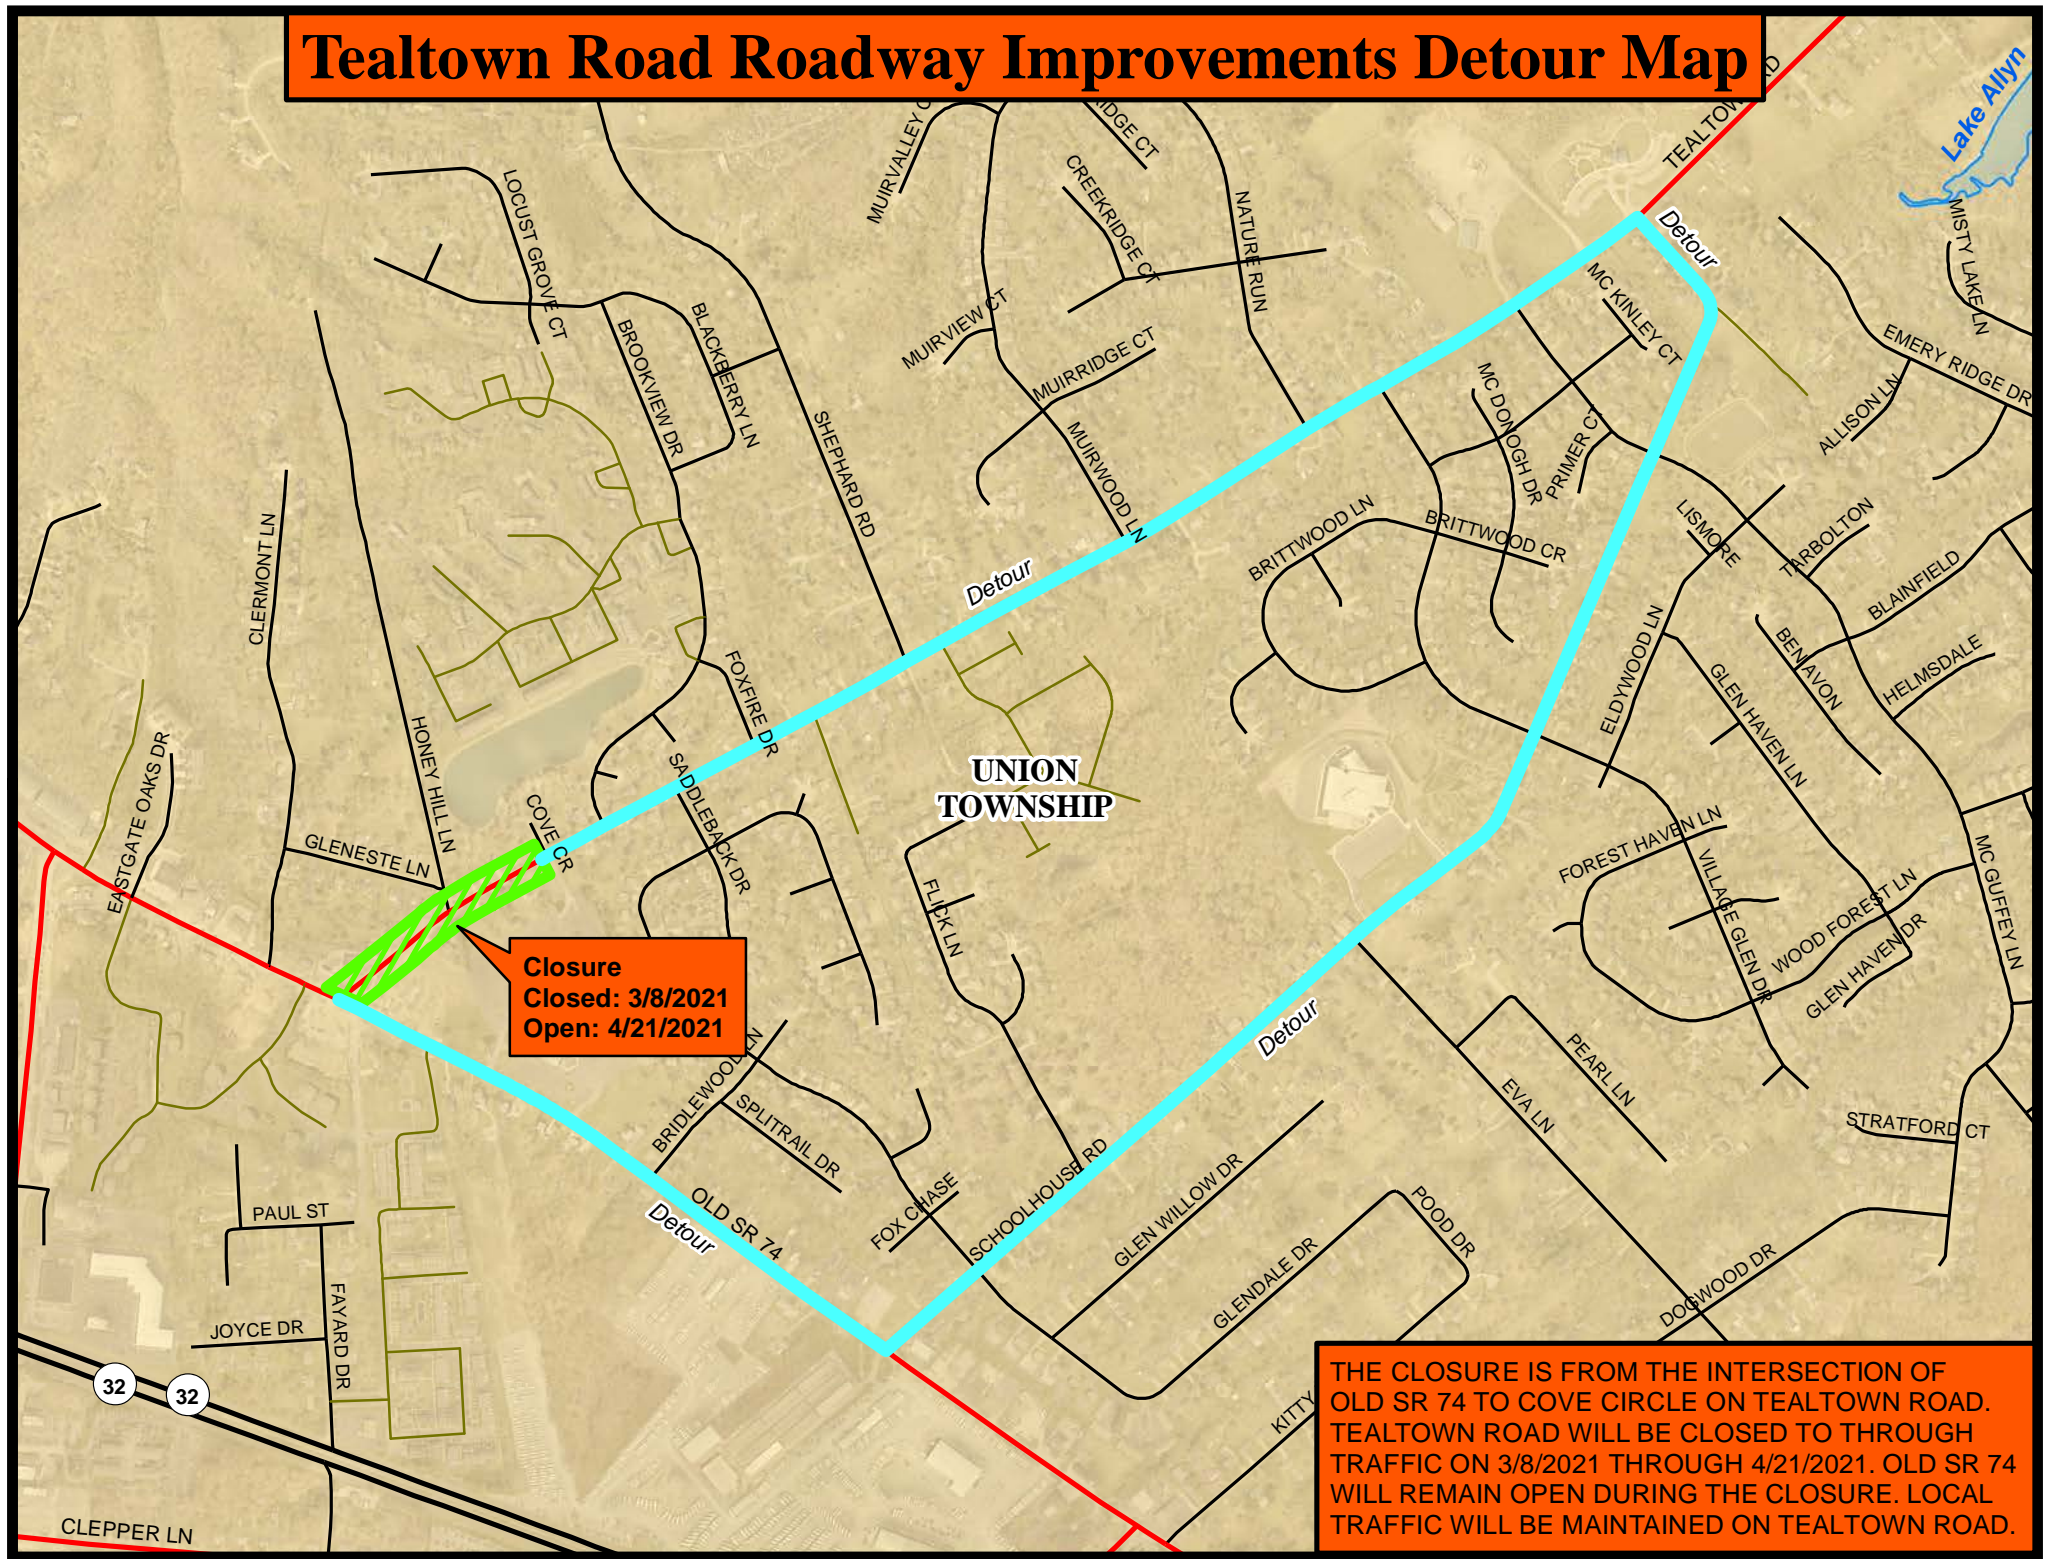 Tealtown Road Roadway Improvements Detour Map
TEALTOWN RD
Lake Allyn
MUIRVALLEY
CREEKRIDGE CT
NATURE RUN
LOCUST GROVE CT
Detour
MISTY LAKE LN
MC KINLEY CT
MUIRVIEW CT
MUIRRIDGE CT
BLACKBERRY LN
BROOKVIEW DR
EMERY RIDGE DR
ALLISON LN
MC DONOGH DR
PRIMER CT
SHEPHARD RD
MUIRWOOD LN
BRITTWOOD LN
BRITTWOOD CR
LISMORE
TARBOLTON
BLAINFIELD
CLERMONT LN
Detour
ELDYWOOD LN
BEN AVON
HELMSDALE
GLEN HAVEN LN
FOXFIRE DR
HONEY HILL LN
EASTGATE OAKS DR
SADDLEBACK DR
UNION
TOWNSHIP
COVE CR
GLENESTE LN
FOREST HAVEN LN
VILLAGE GLEN DR
WOOD FOREST LN
GLEN HAVEN DR
MC GUFFEY LN
FLICK LN
Closure
Closed: 3/8/2021
Open: 4/21/2021
Detour
BRIDLEWOOD LN
SPLITRAIL DR
PEARL LN
EVA LN
STRATFORD CT
OLD SR 74
Detour
FOX CHASE
SCHOOLHOUSE RD
GLEN WILLOW DR
GLENDALE DR
POOD DR
DOGWOOD DR
PAUL ST
FAYARD DR
JOYCE DR
32
32
KITTY
CLEPPER LN
THE CLOSURE IS FROM THE INTERSECTION OF
OLD SR 74 TO COVE CIRCLE ON TEALTOWN ROAD.
TEALTOWN ROAD WILL BE CLOSED TO THROUGH
TRAFFIC ON 3/8/2021 THROUGH 4/21/2021. OLD SR 74
WILL REMAIN OPEN DURING THE CLOSURE. LOCAL
TRAFFIC WILL BE MAINTAINED ON TEALTOWN ROAD.